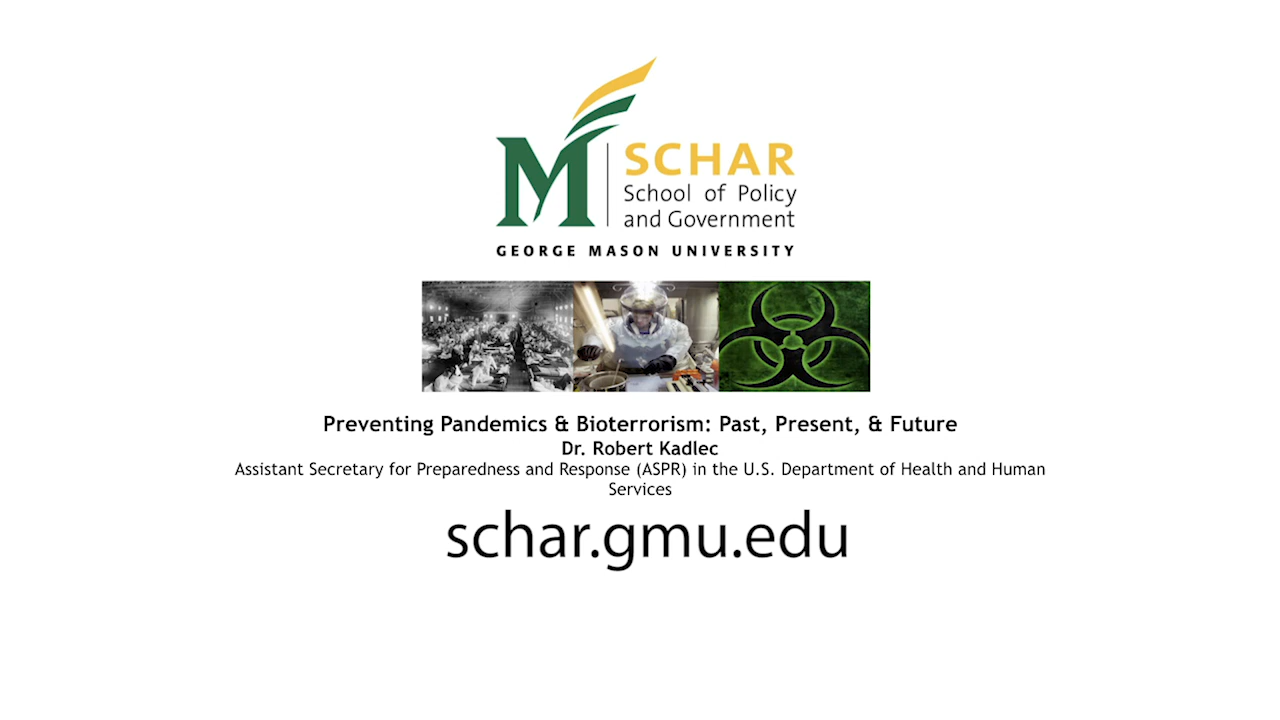 SCHAR
School of Policy
and Government
GEORGE MASON UNIVERSITY
Preventing Pandemics & Bioterrorism: Past, Present, & Future
Dr. Robert Kadlec
Assistant Secretary for Preparedness and Response (ASPR) in the U.S. Department of Health and Human
Services
schar.gmu.edu